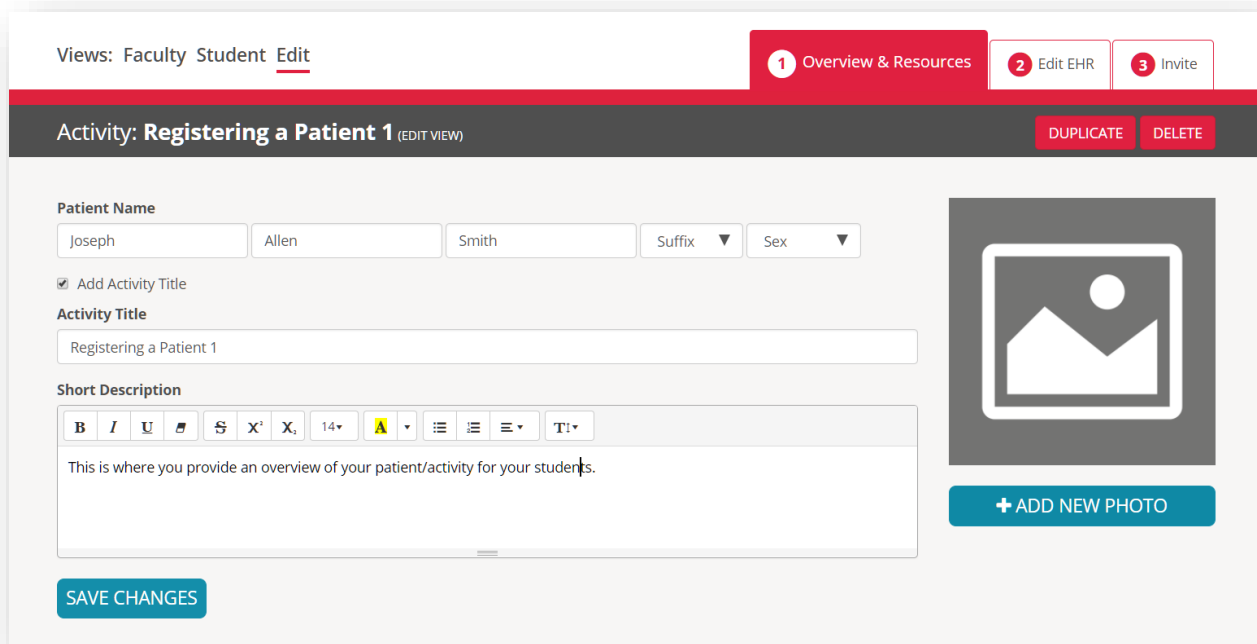 Views: Faculty Student Edit
1 Overview & Resources
2 Edit EHR
3 Invite
Activity: Registering a Patient 1 (EDIT VIEW)
DUPLICATE DELETE
Patient Name
Joseph Allen Smith Suffix ▼ Sex ▼
Add Activity Title
Activity Title
Registering a Patient 1
Short Description
B I U S X² X₂ 14 A T
This is where you provide an overview of your patient/activity for your students.
+ ADD NEW PHOTO
SAVE CHANGES